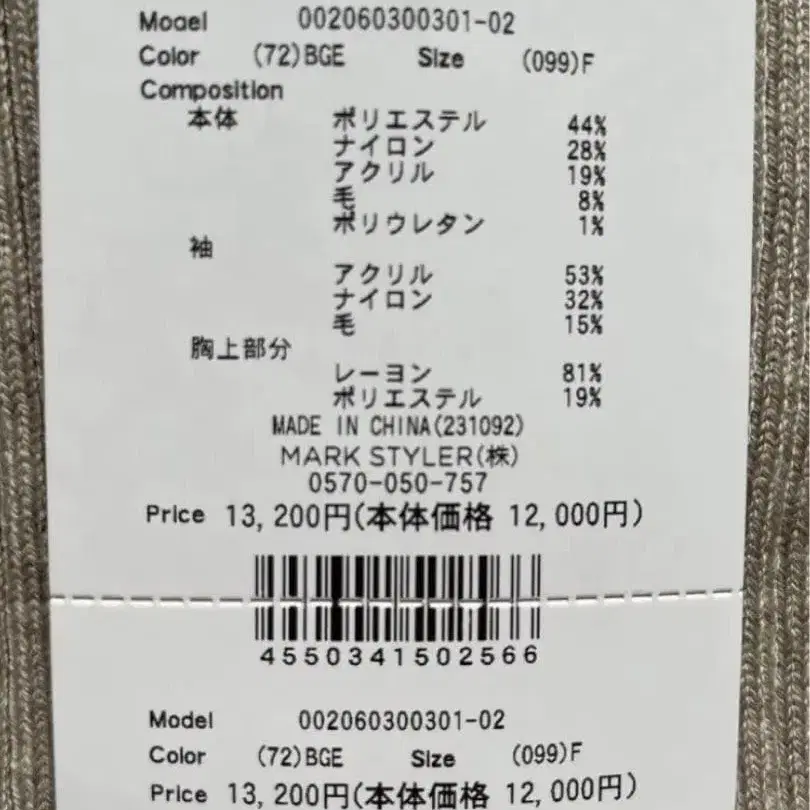 Model 002060300301-02
Color (72)BGE Size (099)F
Composition
本体 ポリエステル 44%
ナイロン 28%
アクリル 19%
毛 8%
ポリウレタン 1%
袖
アクリル 53%
ナイロン 32%
毛 15%
胸上部分
レーヨン 81%
ポリエステル 19%
MADE IN CHINA(231092)
MARK STYLER(株)
0570-050-757
Price 13,200円(本体価格 12,000円)
4550341502566
Model 002060300301-02
Color (72)BGE Size (099)F
Price 13,200円(本体価格 12,000円)